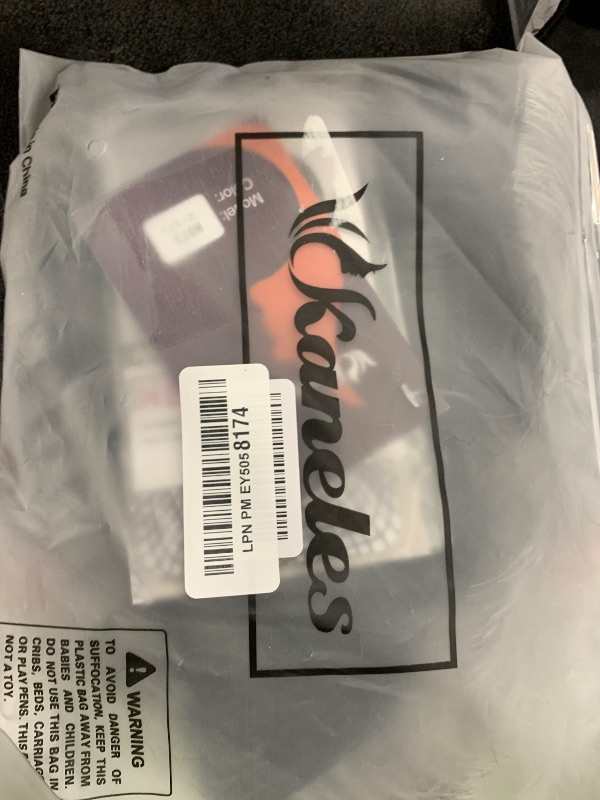 in China
Model:
Color:
Kaneles
LPN PM EY5058174
WARNING
TO AVOID DANGER OF
SUFFOCATION, KEEP THIS
PLASTIC BAG AWAY FROM
BABIES AND CHILDREN.
DO NOT USE THIS BAG IN
CRIBS, BEDS, CARRIAG
OR PLAY PENS. THIS
NOT A TOY.